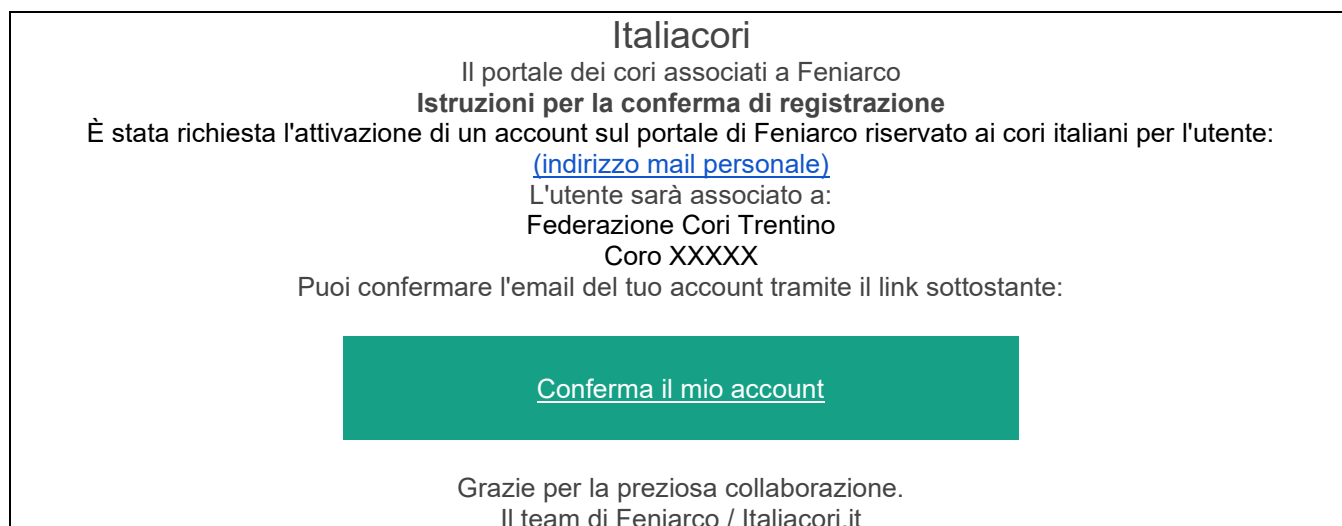 Italiacori
Il portale dei cori associati a Feniarco
Istruzioni per la conferma di registrazione
È stata richiesta l'attivazione di un account sul portale di Feniarco riservato ai cori italiani per l'utente:
(indirizzo mail personale)
L'utente sarà associato a:
Federazione Cori Trentino
Coro XXXXX
Puoi confermare l'email del tuo account tramite il link sottostante:
Conferma il mio account
Grazie per la preziosa collaborazione.
Il team di Feniarco / Italiacori.it